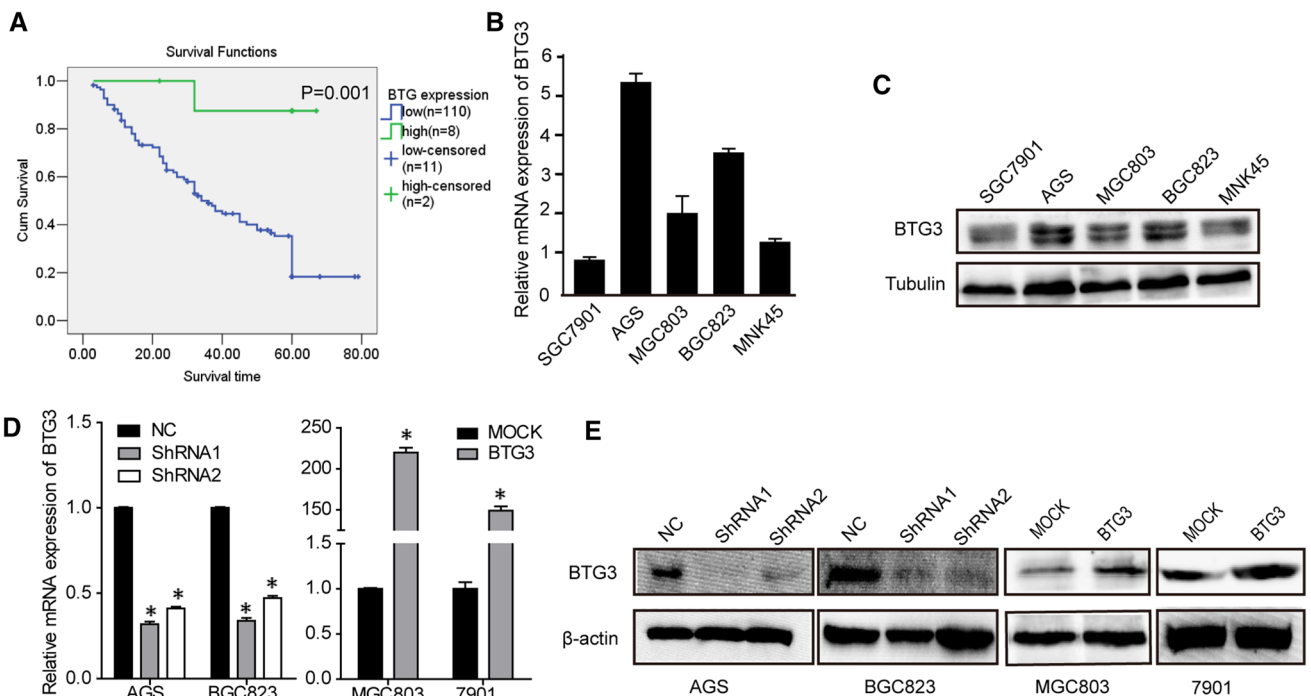 A
Survival Functions
P=0.001
BTG expression
low(n=110)
high(n=8)
low-censored
(n=11)
high-censored
(n=2)
Cum Survival
1.0
0.8
0.6
0.4
0.2
0.0
0.00 20.00 40.00 60.00 80.00
Survival time
B
Relative mRNA expression of BTG3
6
5
4
3
2
1
0
SGC7901 AGS MGC803 BGC823 MNK45
C
SGC7901 AGS MGC803 BGC823 MNK45
BTG3
Tubulin
D
Relative mRNA expression of BTG3
1.5
1.0
0.5
0.0
NC
ShRNA1
ShRNA2
* * * *
AGS BGC823
250
200
150
1.5
1.0
0.5
0.0
MOCK
BTG3
* *
MGC803 7901
E
NC ShRNA1 ShRNA2 NC ShRNA1 ShRNA2 MOCK BTG3 MOCK BTG3
BTG3
β-actin
AGS BGC823 MGC803 7901